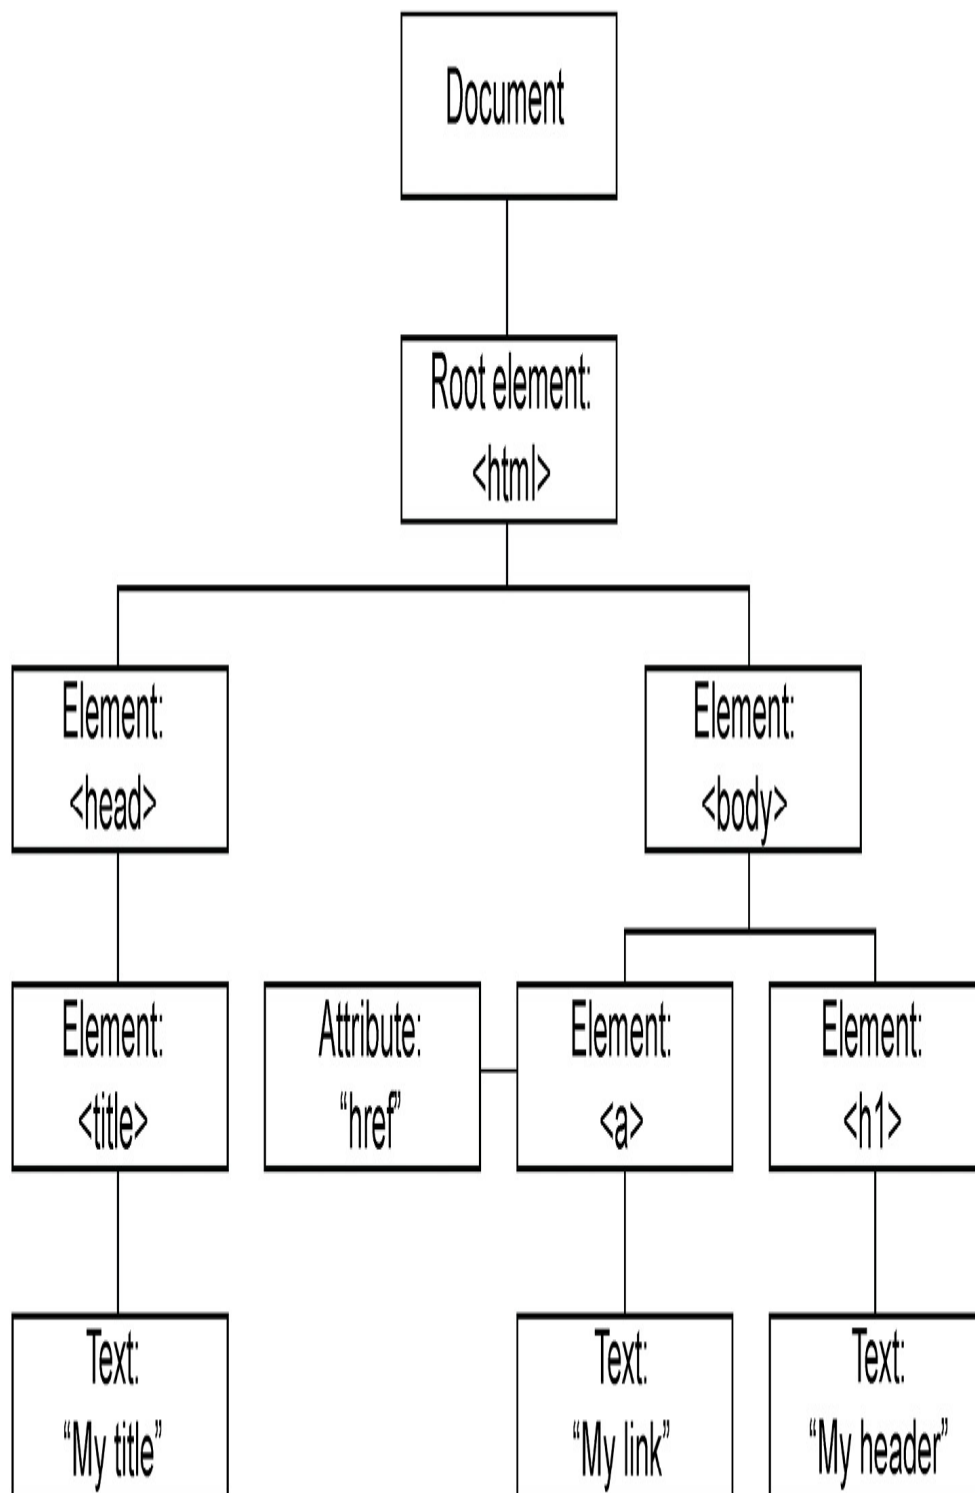 Document
Root element:
<html>
Element:
<head>
Element:
<body>
Element:
<title>
Attribute:
“href”
Element:
<a>
Element:
<h1>
Text:
“My title”
Text:
“My link”
Text:
“My header”